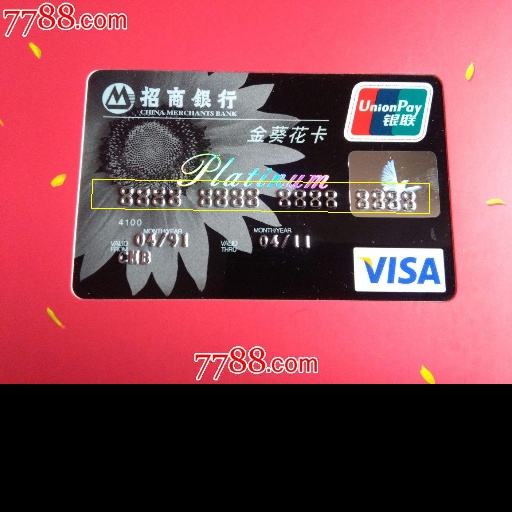 7788.com
招商银行
CHINA MERCHANTS BANK
UnionPay
银联
金葵花卡
Platinum
8888 8888 8888 8888
4100
MONTH/YEAR
MONTH/YEAR
VALID FROM 04/91
VALID THRU 04/11
CMB
VISA
7788.com